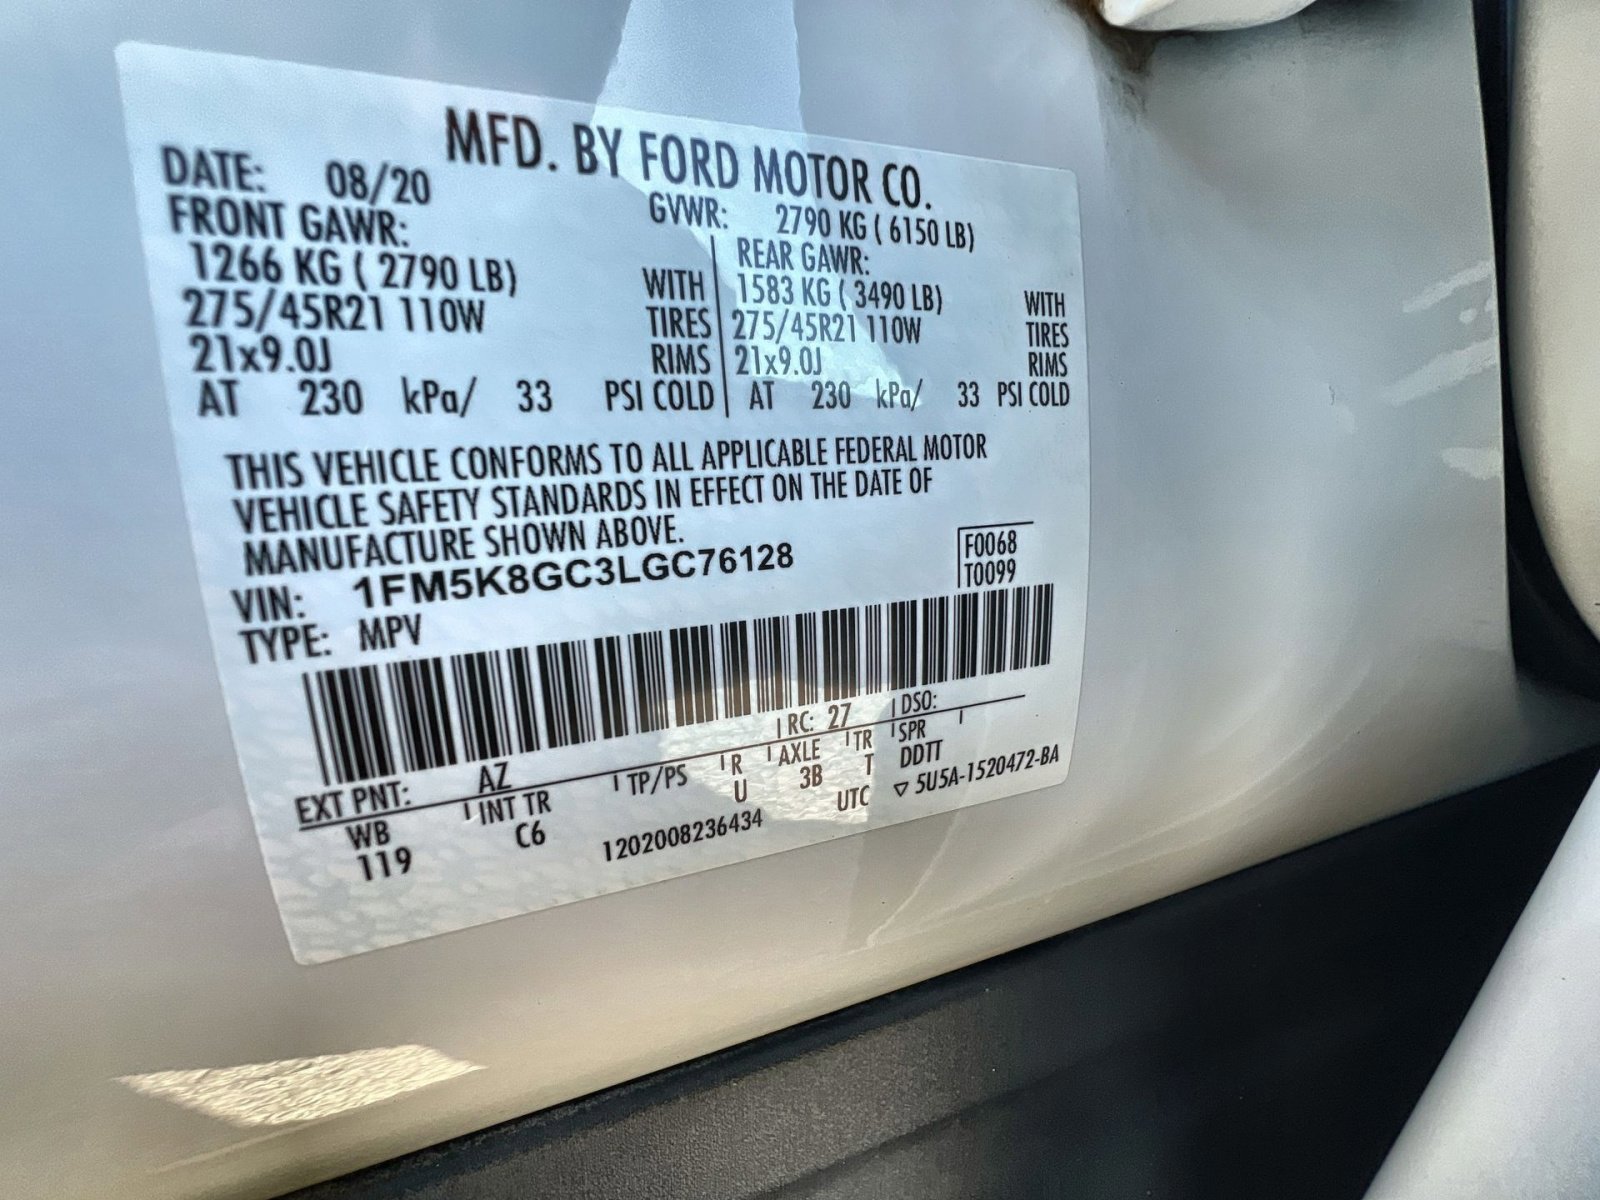 MFD. BY FORD MOTOR CO.
DATE: 08/20 GVWR: 2790 KG ( 6150 LB)
FRONT GAWR: REAR GAWR:
1266 KG ( 2790 LB) WITH 1583 KG ( 3490 LB) WITH
275/45R21 110W TIRES 275/45R21 110W TIRES
21x9.0J RIMS 21x9.0J RIMS
AT 230 kPa/ 33 PSI COLD AT 230 kPa/ 33 PSI COLD
THIS VEHICLE CONFORMS TO ALL APPLICABLE FEDERAL MOTOR
VEHICLE SAFETY STANDARDS IN EFFECT ON THE DATE OF
MANUFACTURE SHOWN ABOVE.
VIN: 1FM5K8GC3LGC76128 F0068
TYPE: MPV T0099
EXT PNT: AZ RC: 27 DSO:
WB INT TR TP/PS R AXLE TR SPR
119 C6 U 3B T DDTT
1202008236434 UTC ▽ 5U5A-1520472-BA